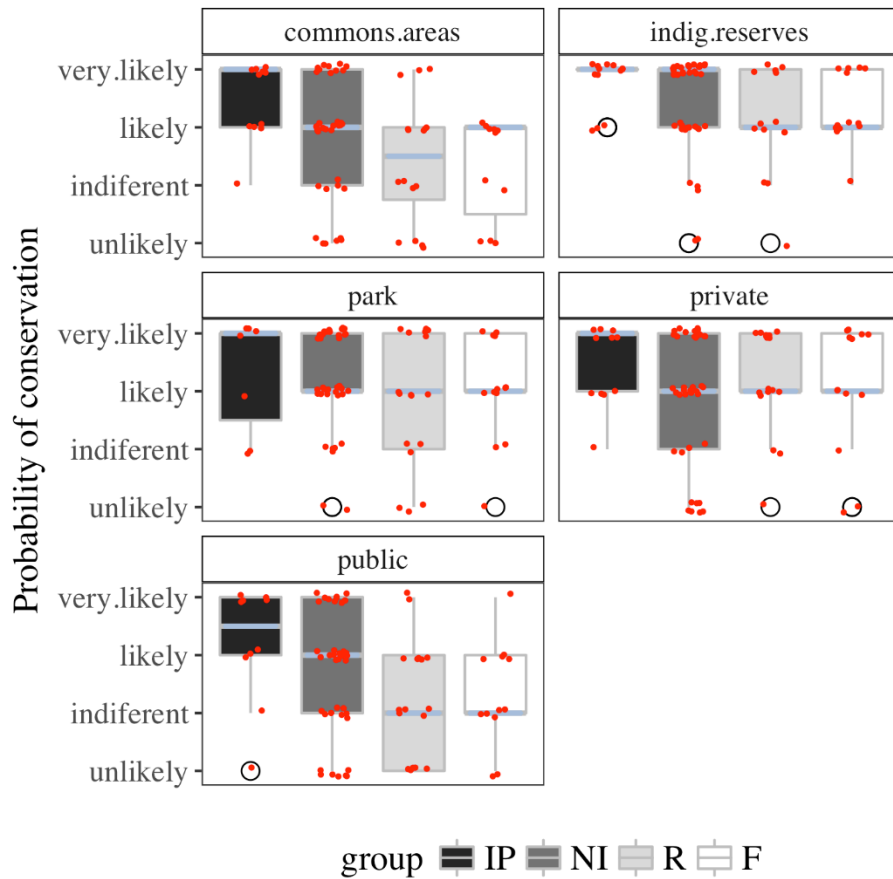 commons.areas indig.reserves
very.likely
likely
indiferent
unlikely
park private
very.likely
likely
indiferent
unlikely
public
very.likely
likely
indiferent
unlikely
Probability of conservation
group IP NI R F